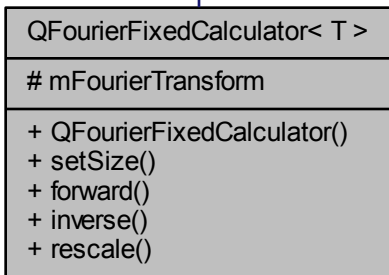 QFourierFixedCalculator< T >
# mFourierTransform
+ QFourierFixedCalculator()
+ setSize()
+ forward()
+ inverse()
+ rescale()